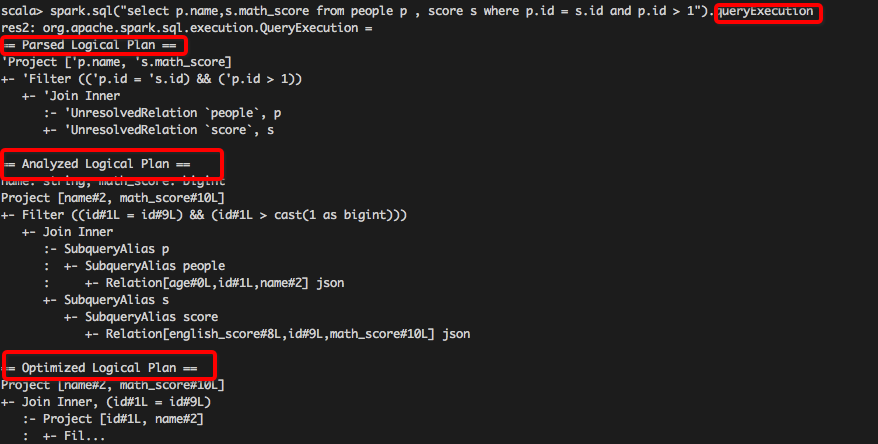 scala> spark.sql("select p.name,s.math_score from people p , score s where p.id = s.id and p.id > 1").queryExecution
res2: org.apache.spark.sql.execution.QueryExecution =
== Parsed Logical Plan ==
'Project ['p.name, 's.math_score]
+- 'Filter (('p.id = 's.id) && ('p.id > 1))
   +- 'Join Inner
      :- 'UnresolvedRelation `people`, p
      +- 'UnresolvedRelation `score`, s
== Analyzed Logical Plan ==
name: string, math_score: bigint
Project [name#2, math_score#10L]
+- Filter ((id#1L = id#9L) && (id#1L > cast(1 as bigint)))
   +- Join Inner
      :- SubqueryAlias p
      :  +- SubqueryAlias people
      :     +- Relation[age#0L,id#1L,name#2] json
      +- SubqueryAlias s
         +- SubqueryAlias score
            +- Relation[english_score#8L,id#9L,math_score#10L] json
== Optimized Logical Plan ==
Project [name#2, math_score#10L]
+- Join Inner, (id#1L = id#9L)
   :- Project [id#1L, name#2]
   :  +- Fil...